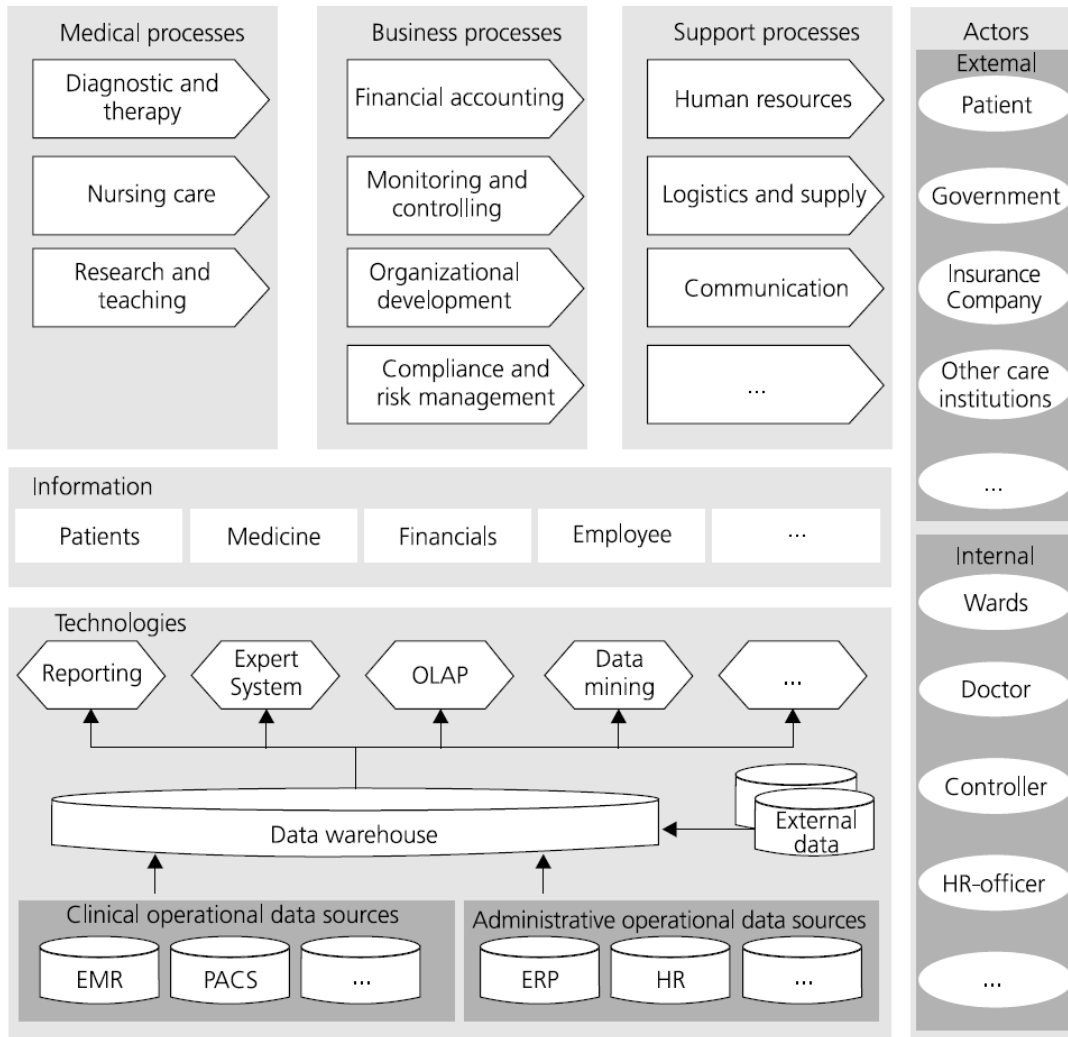 Medical processes
Diagnostic and
therapy
Nursing care
Research and
teaching
Business processes
Financial accounting
Monitoring and
controlling
Organizational
development
Compliance and
risk management
Support processes
Human resources
Logistics and supply
Communication
...
Actors
External
Patient
Government
Insurance
Company
Other care
institutions
...
Internal
Wards
Doctor
Controller
HR-officer
...
Information
Patients
Medicine
Financials
Employee
...
Technologies
Reporting
Expert
System
OLAP
Data
mining
...
Data warehouse
External
data
Clinical operational data sources
EMR
PACS
...
Administrative operational data sources
ERP
HR
...